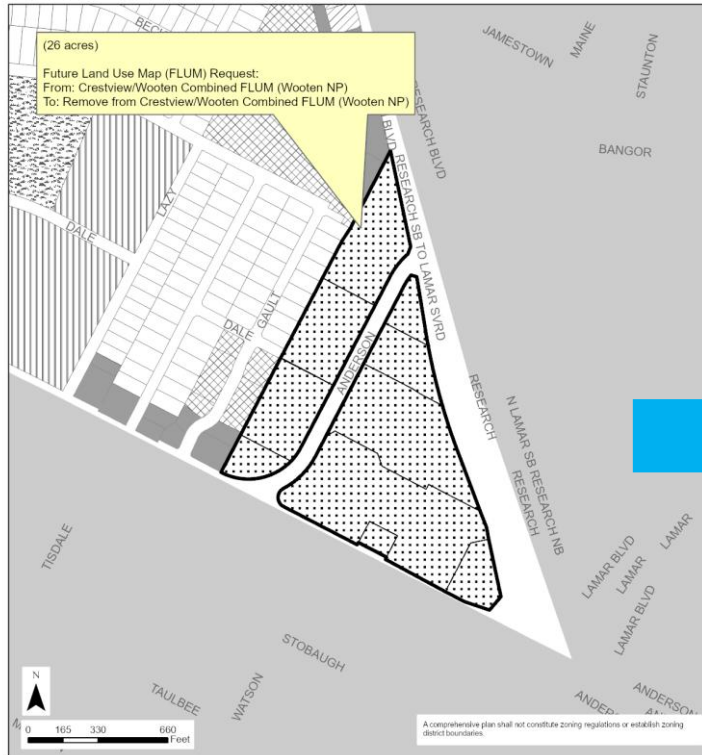 JAMESTOWN
MAINE
STAUNTON
(26 acres)
Future Land Use Map (FLUM) Request:
From: Crestview/Wooten Combined FLUM (Wooten NP)
To: Remove from Crestview/Wooten Combined FLUM (Wooten NP)
RESEARCH BLVD
BLVD RESEARCH SB TO LAMAR SVRD
BANGOR
LAZY
DALE
GAULT
DALE
ANDERSON
RESEARCH
N LAMAR SB RESEARCH NB
RESEARCH
TISDALE
LAMAR BLVD
LAMAR
LAMAR
LAMAR BLVD
STOBAUGH
WATSON
TAULBEE
ANDERSON
N
0 165 330 660
Feet
A comprehensive plan shall not constitute zoning regulations or establish zoning
district boundaries.